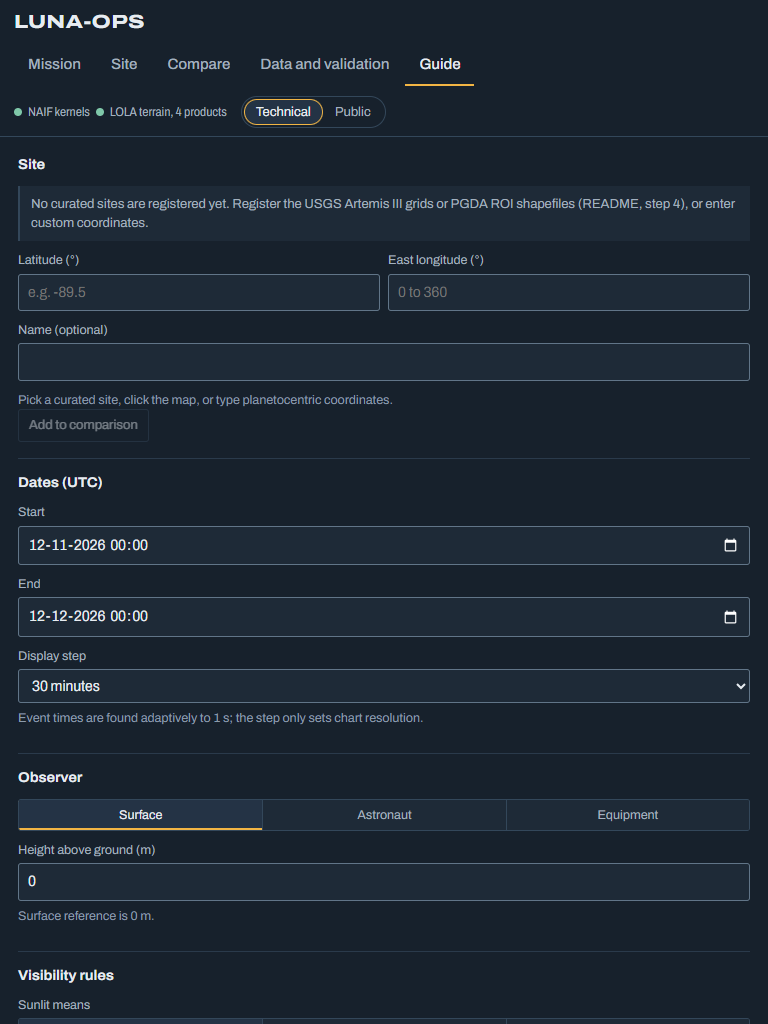 LUNA-OPS
Mission Site Compare Data and validation Guide
NAIF kernels LOLA terrain, 4 products Technical Public
Site
No curated sites are registered yet. Register the USGS Artemis III grids or PGDA ROI shapefiles (README, step 4), or enter
custom coordinates.
Latitude (°) East longitude (°)
e.g. -89.5 0 to 360
Name (optional)
Pick a curated site, click the map, or type planetocentric coordinates.
Add to comparison
Dates (UTC)
Start
12-11-2026 00:00
End
12-12-2026 00:00
Display step
30 minutes
Event times are found adaptively to 1 s; the step only sets chart resolution.
Observer
Surface Astronaut Equipment
Height above ground (m)
0
Surface reference is 0 m.
Visibility rules
Sunlit means